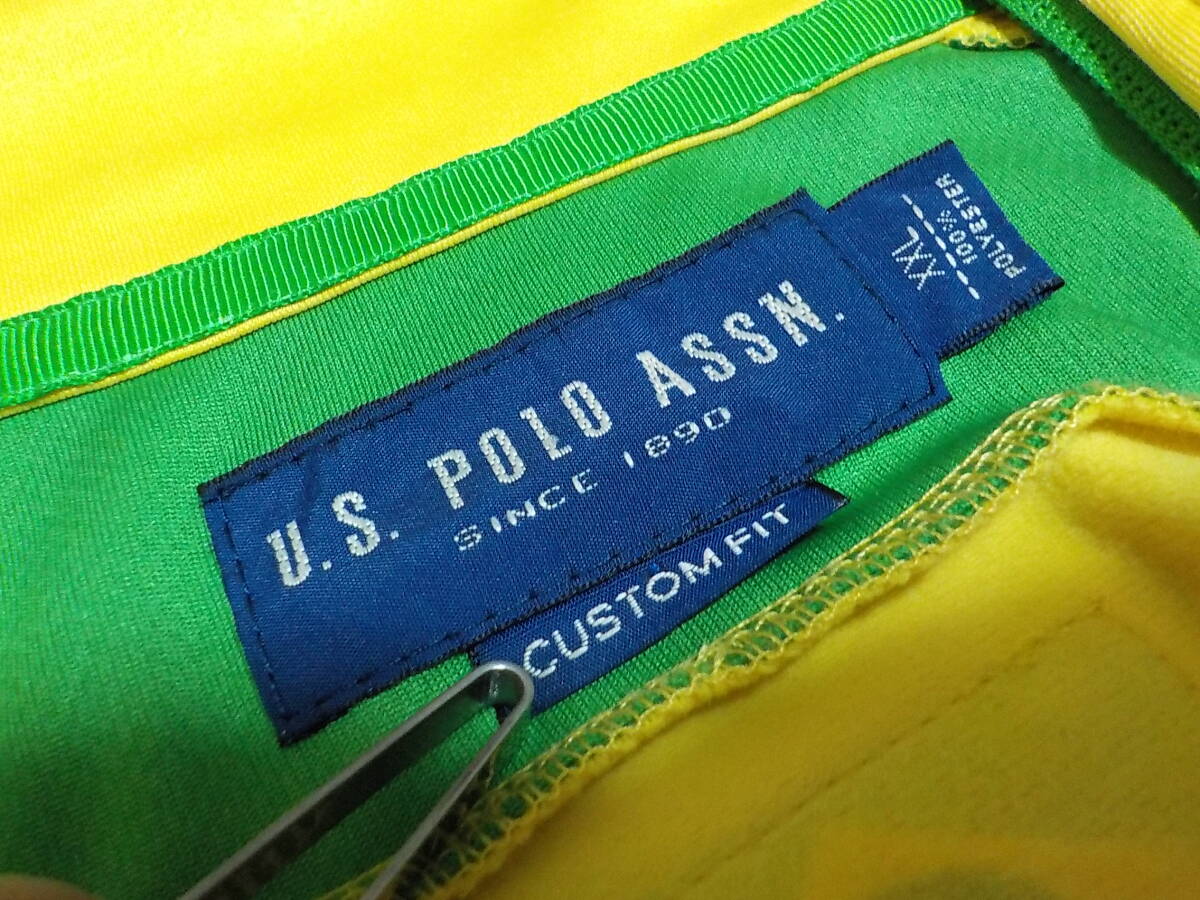 U.S. POLO ASSN.
SINCE 1890
CUSTOM FIT
XXL
100%
POLYESTER